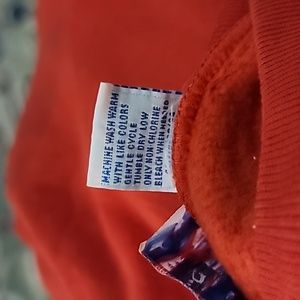 MACHINE WASH WARM
WITH LIKE COLORS
GENTLE CYCLE
TUMBLE DRY LOW
ONLY NON-CHLORINE
BLEACH WHEN NEEDED